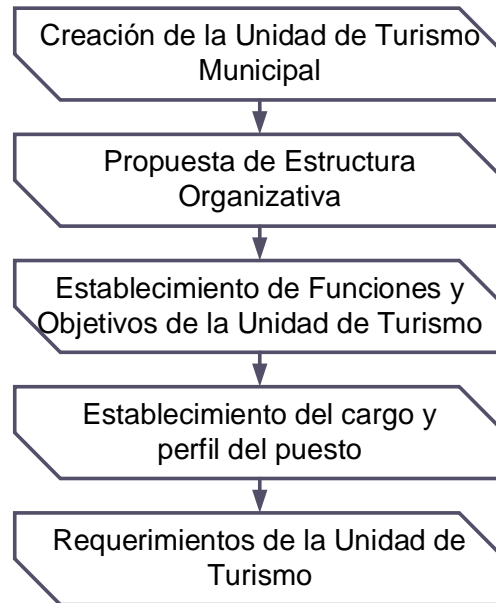 Creación de la Unidad de Turismo
Municipal
Propuesta de Estructura
Organizativa
Establecimiento de Funciones y
Objetivos de la Unidad de Turismo
Establecimiento del cargo y
perfil del puesto
Requerimientos de la Unidad de
Turismo